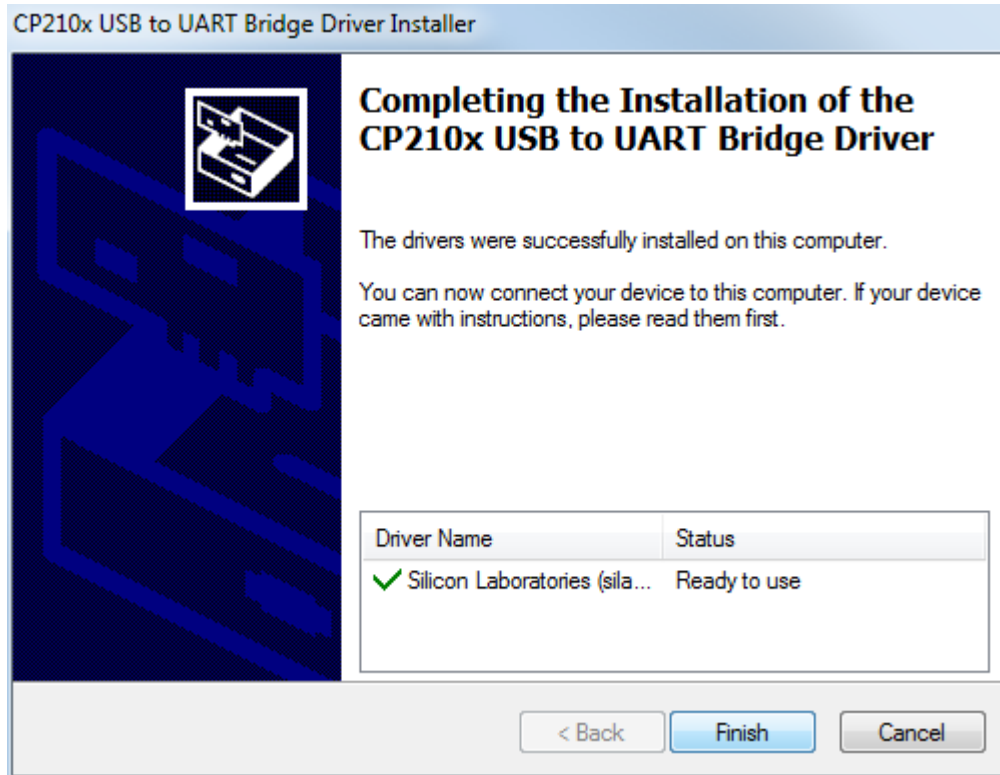 CP210x USB to UART Bridge Driver Installer
Completing the Installation of the
CP210x USB to UART Bridge Driver
The drivers were successfully installed on this computer.
You can now connect your device to this computer. If your device
came with instructions, please read them first.
Driver Name Status
Silicon Laboratories (sila... Ready to use
< Back Finish Cancel